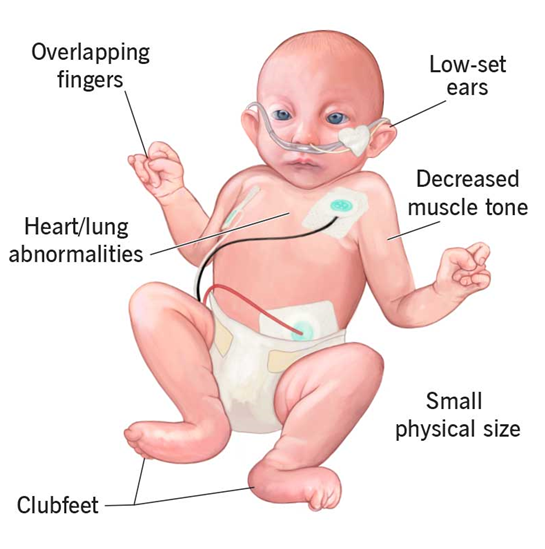 Overlapping
fingers
Low-set
ears
Decreased
muscle tone
Heart/lung
abnormalities
Small
physical size
Clubfeet